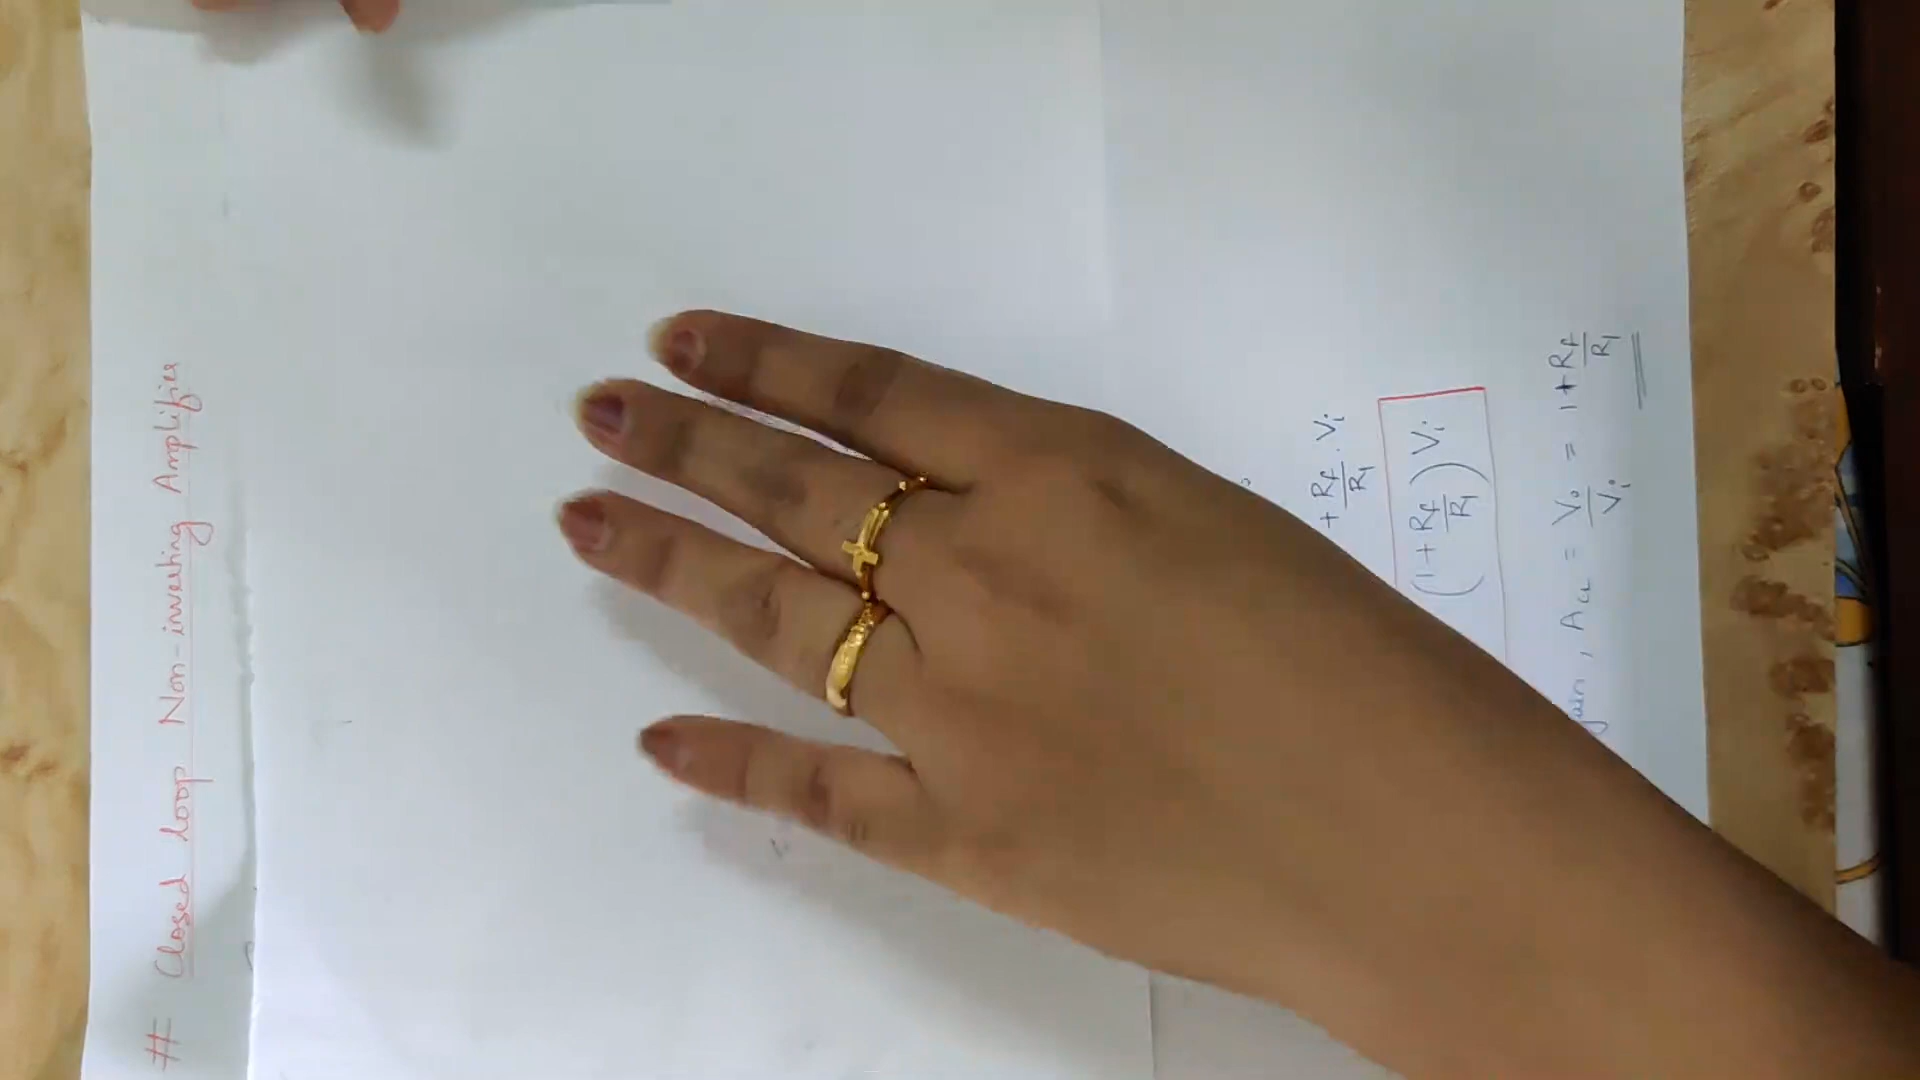 # Closed loop Non-inverting Amplifier
+ Rf/R1 . Vi
(1 + Rf/R1) Vi
, ACL = Vo/Vi = 1 + Rf/R1